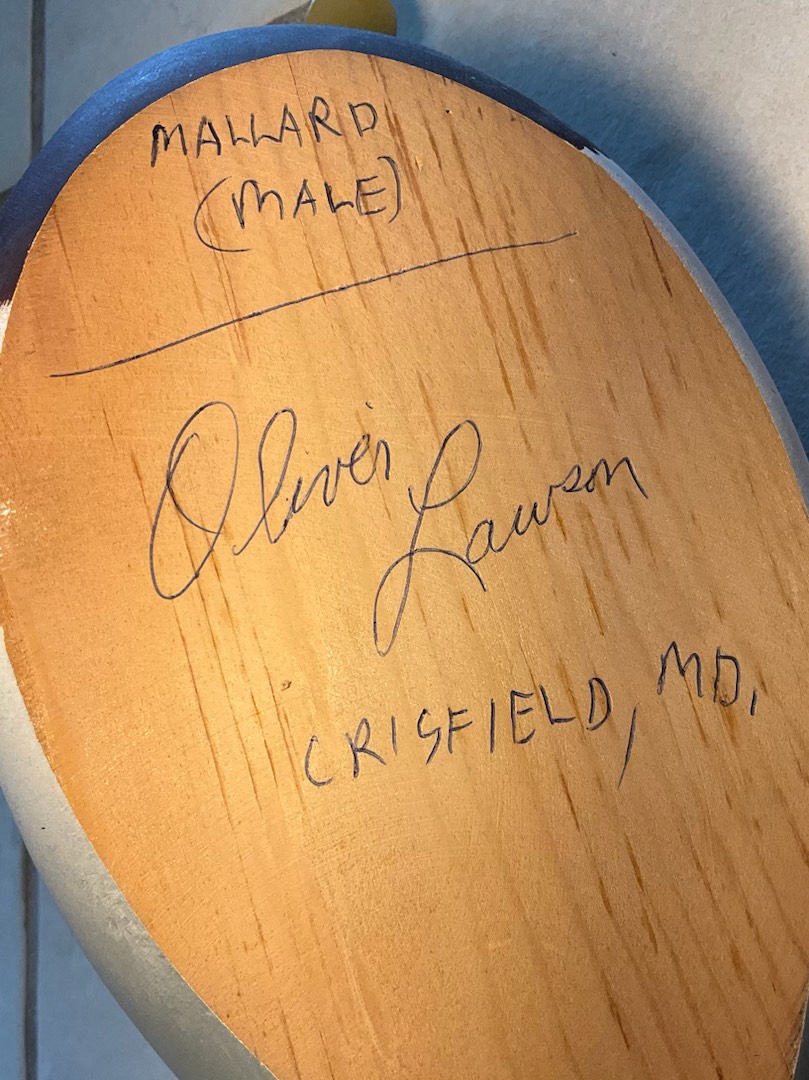 MALLARD
(MALE)
Oliver Lawson
CRISFIELD, MD.